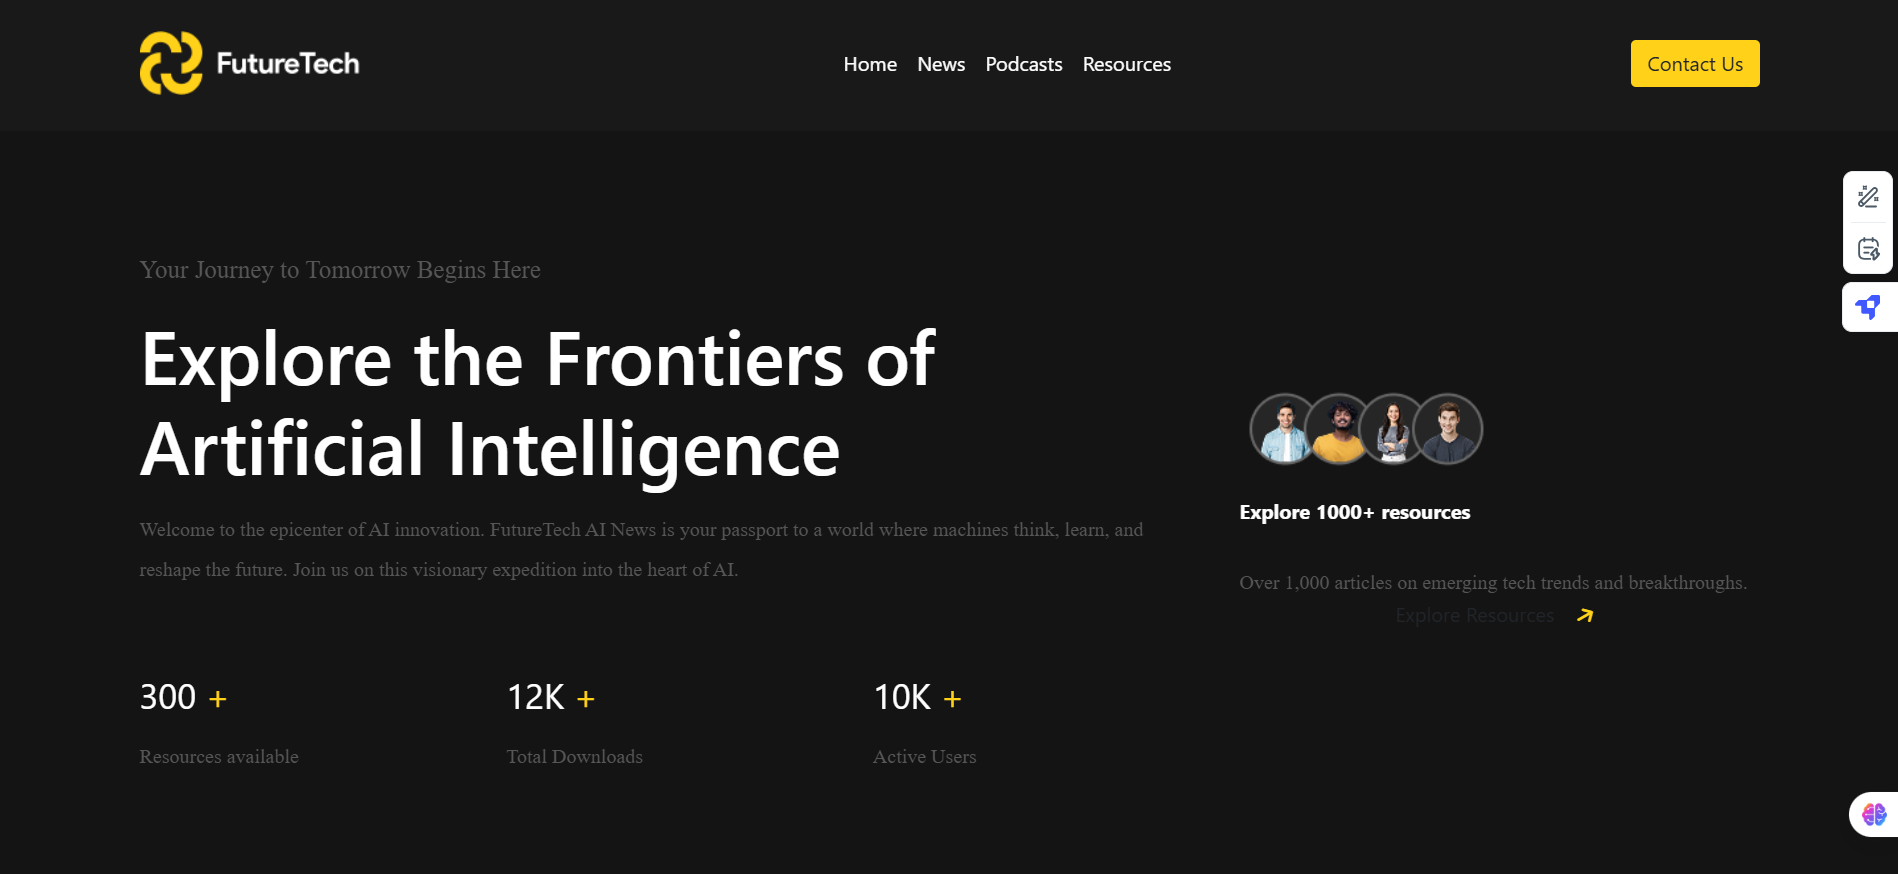 FutureTech
Home News Podcasts Resources
Contact Us
Your Journey to Tomorrow Begins Here
Explore the Frontiers of
Artificial Intelligence
Welcome to the epicenter of AI innovation. FutureTech AI News is your passport to a world where machines think, learn, and
reshape the future. Join us on this visionary expedition into the heart of AI.
300 +
Resources available
12K +
Total Downloads
10K +
Active Users
Explore 1000+ resources
Over 1,000 articles on emerging tech trends and breakthroughs.
Explore Resources